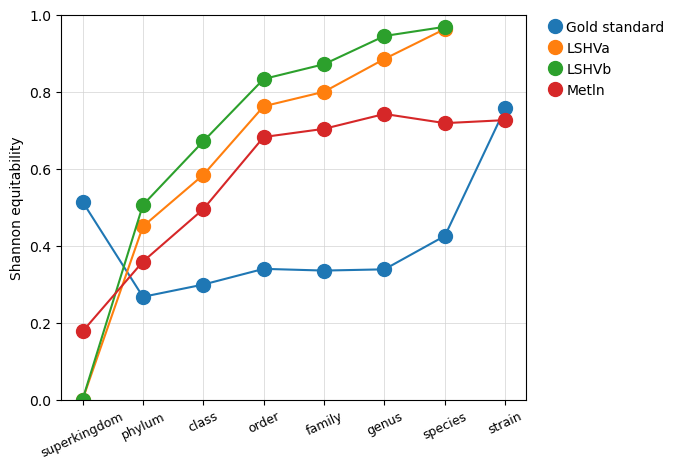 Shannon equitability
1.0
0.8
0.6
0.4
0.2
0.0
superkingdom
phylum
class
order
family
genus
species
strain
Gold standard
LSHVa
LSHVb
Metln